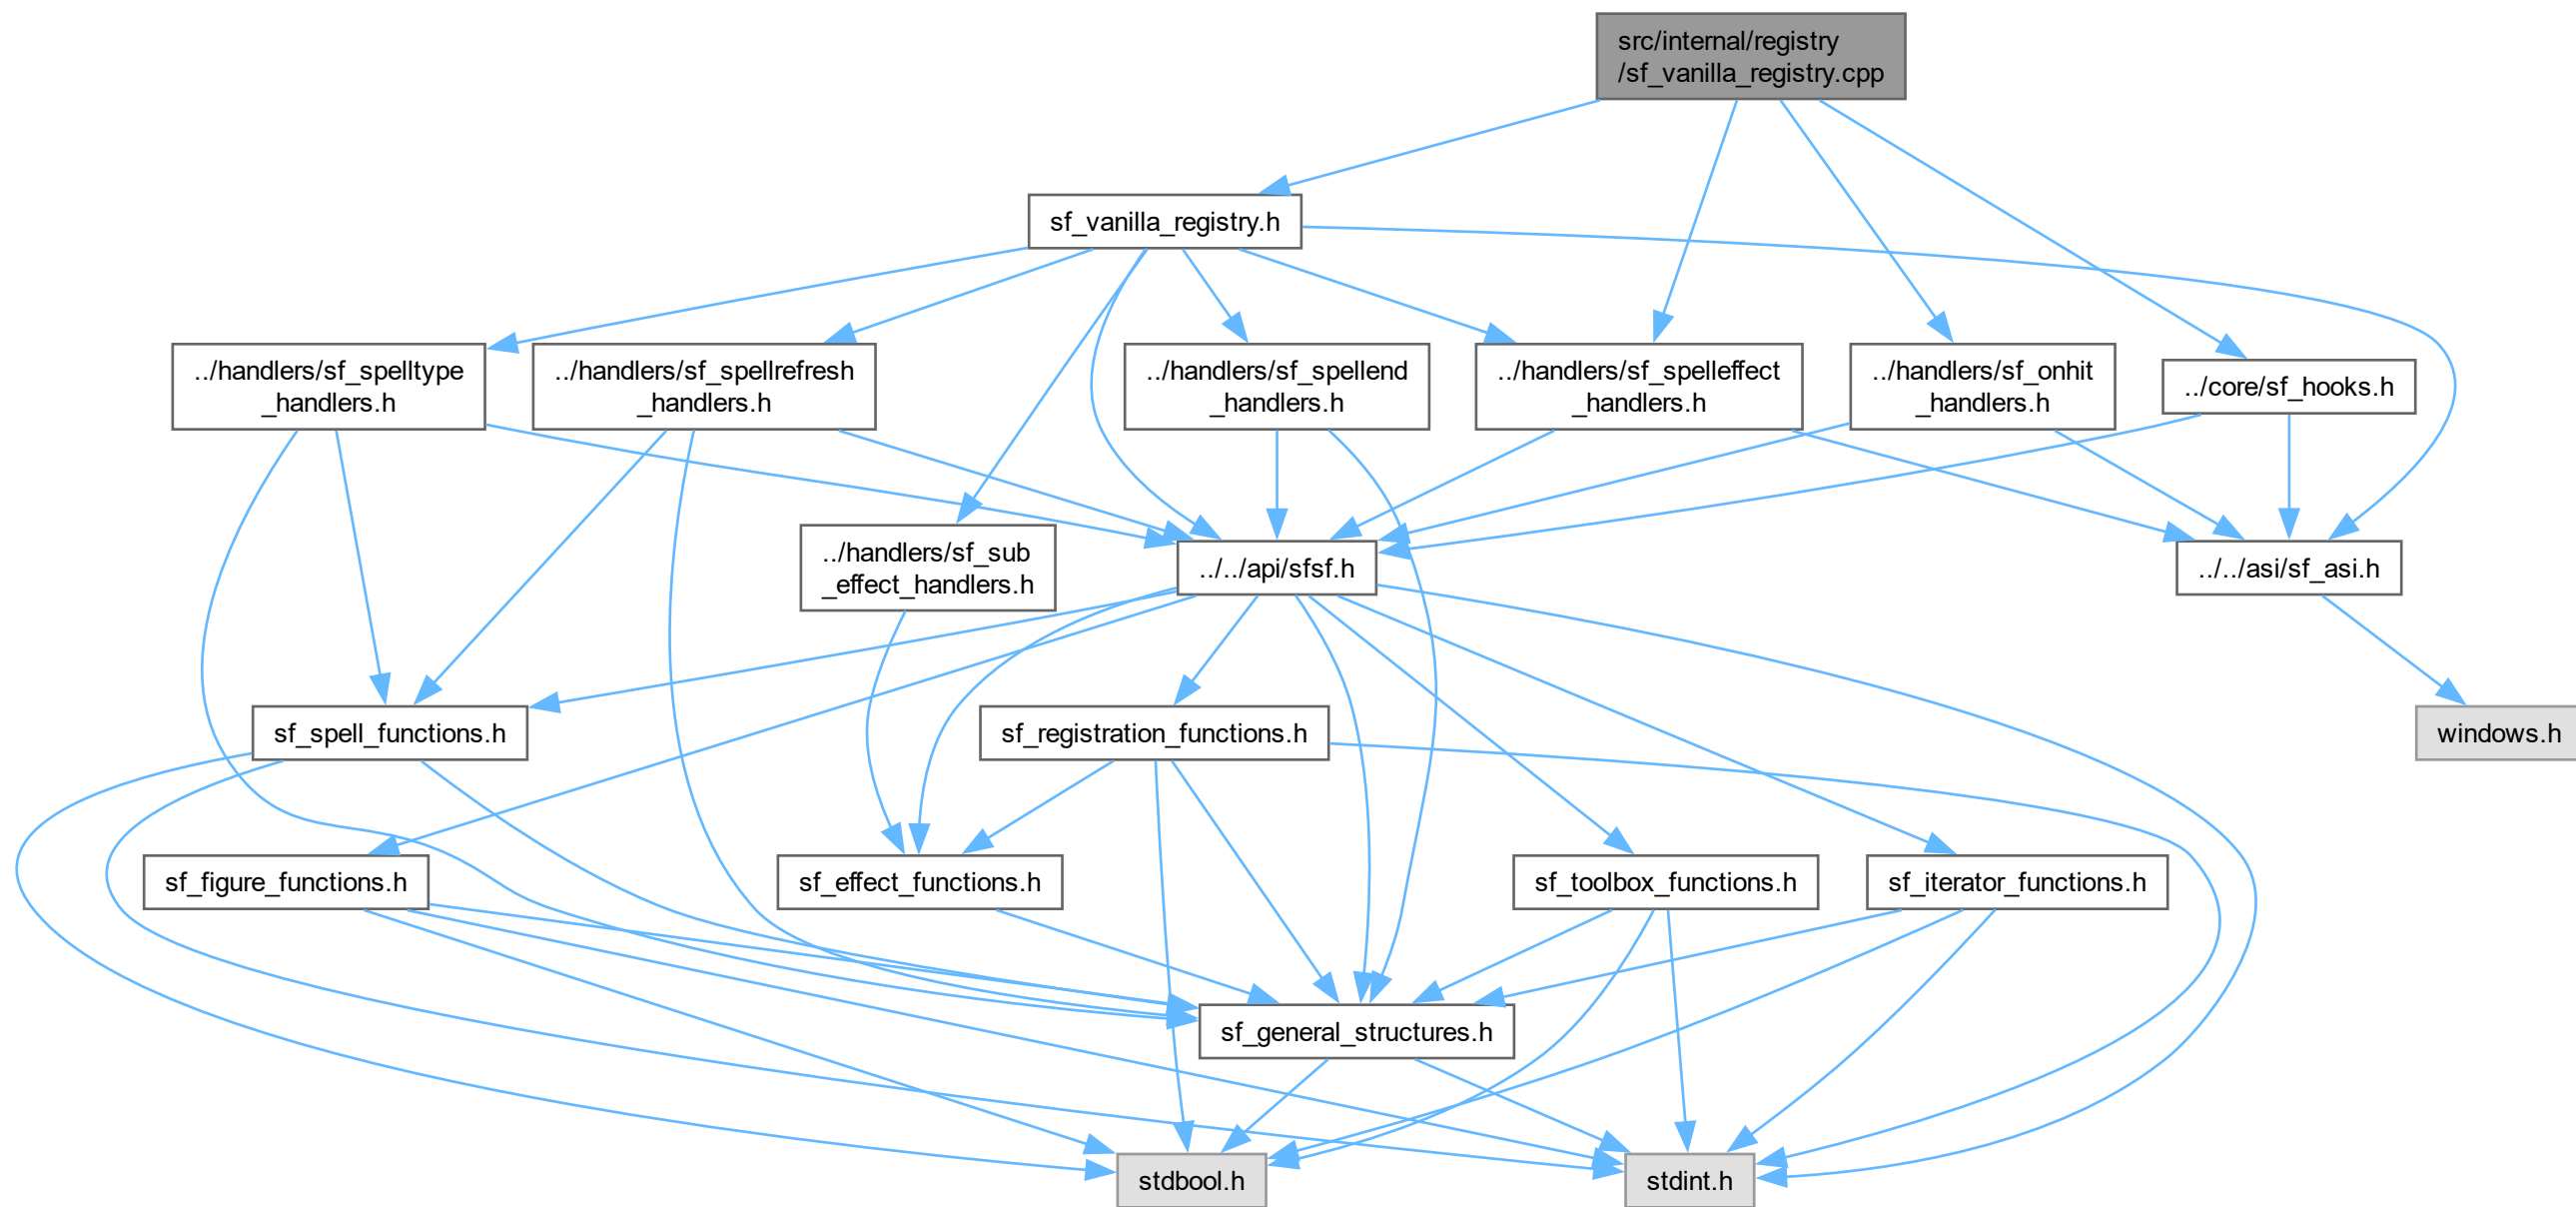 src/internal/registry
/sf_vanilla_registry.cpp
sf_vanilla_registry.h
../handlers/sf_spelltype
_handlers.h
../handlers/sf_spellrefresh
_handlers.h
../handlers/sf_spellend
_handlers.h
../handlers/sf_spelleffect
_handlers.h
../handlers/sf_onhit
_handlers.h
../core/sf_hooks.h
../handlers/sf_sub
_effect_handlers.h
../../api/sfsf.h
../../asi/sf_asi.h
sf_spell_functions.h
sf_registration_functions.h
windows.h
sf_figure_functions.h
sf_effect_functions.h
sf_toolbox_functions.h
sf_iterator_functions.h
sf_general_structures.h
stdbool.h
stdint.h